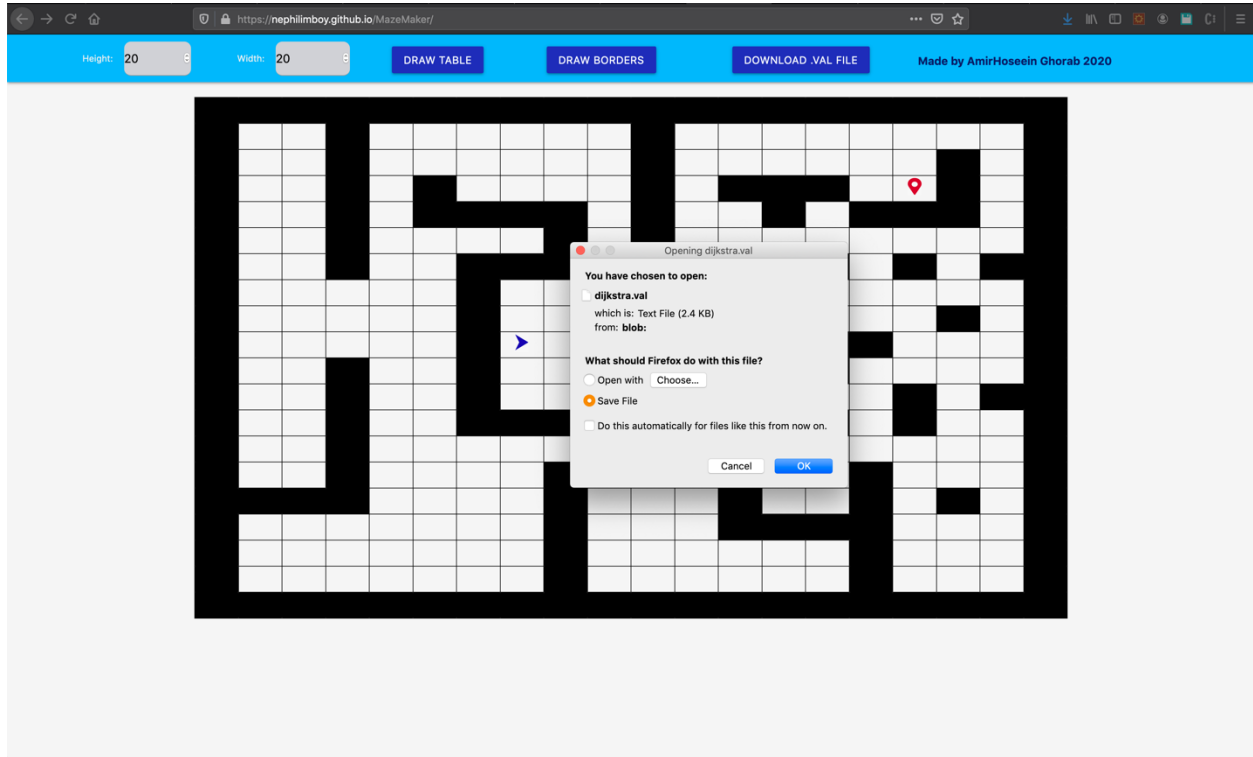 https://nephilimboy.github.io/MazeMaker/
Height: 20 Width: 20 DRAW TABLE DRAW BORDERS DOWNLOAD .VAL FILE Made by AmirHoseein Ghorab 2020
Opening dijkstra.val
You have chosen to open:
dijkstra.val
which is: Text File (2.4 KB)
from: blob:
What should Firefox do with this file?
Open with Choose...
Save File
Do this automatically for files like this from now on.
Cancel OK